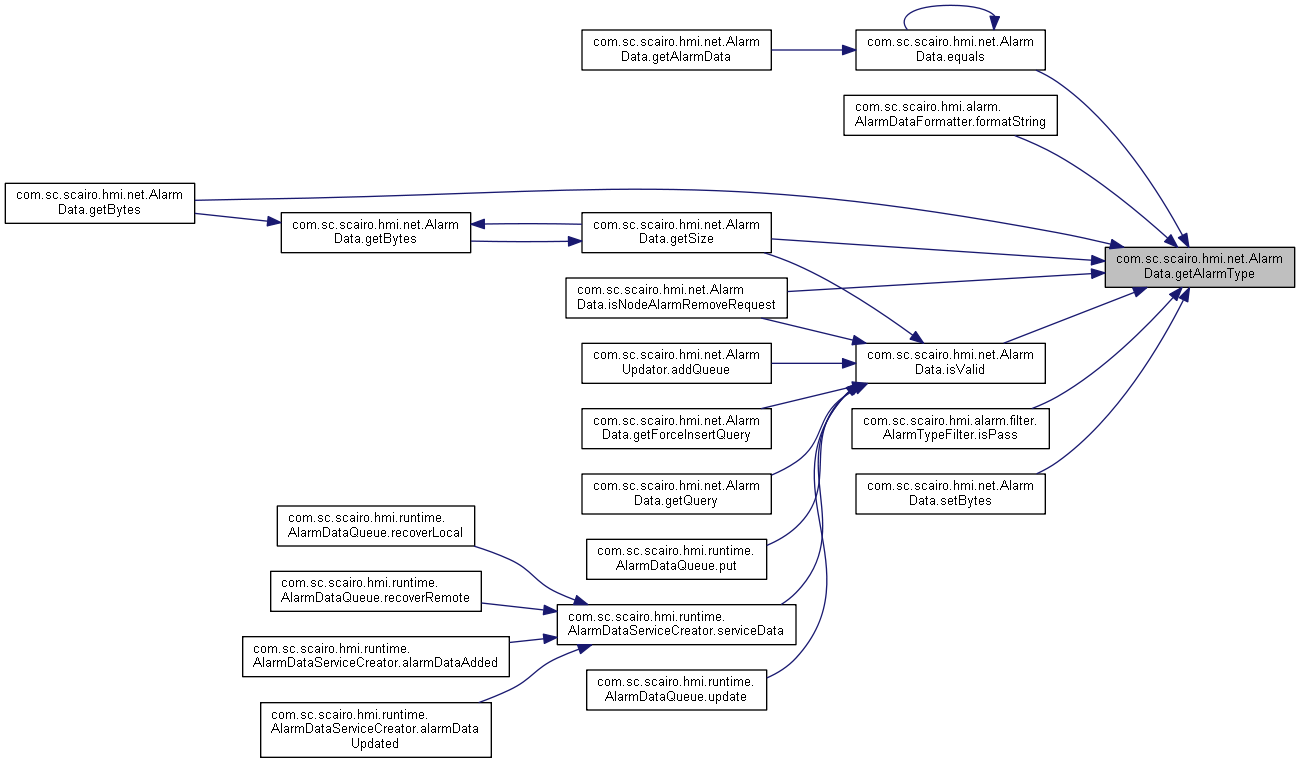 com.sc.scairo.hmi.net.Alarm
Data.getAlarmData
com.sc.scairo.hmi.net.Alarm
Data.equals
com.sc.scairo.hmi.alarm.
AlarmDataFormatter.formatString
com.sc.scairo.hmi.net.Alarm
Data.getBytes
com.sc.scairo.hmi.net.Alarm
Data.getBytes
com.sc.scairo.hmi.net.Alarm
Data.getSize
com.sc.scairo.hmi.net.Alarm
Data.getAlarmType
com.sc.scairo.hmi.net.Alarm
Data.isNodeAlarmRemoveRequest
com.sc.scairo.hmi.net.Alarm
Updator.addQueue
com.sc.scairo.hmi.net.Alarm
Data.isValid
com.sc.scairo.hmi.net.Alarm
Data.getForceInsertQuery
com.sc.scairo.hmi.alarm.filter.
AlarmTypeFilter.isPass
com.sc.scairo.hmi.net.Alarm
Data.getQuery
com.sc.scairo.hmi.net.Alarm
Data.setBytes
com.sc.scairo.hmi.runtime.
AlarmDataQueue.recoverLocal
com.sc.scairo.hmi.runtime.
AlarmDataQueue.put
com.sc.scairo.hmi.runtime.
AlarmDataQueue.recoverRemote
com.sc.scairo.hmi.runtime.
AlarmDataServiceCreator.serviceData
com.sc.scairo.hmi.runtime.
AlarmDataServiceCreator.alarmDataAdded
com.sc.scairo.hmi.runtime.
AlarmDataQueue.update
com.sc.scairo.hmi.runtime.
AlarmDataServiceCreator.alarmData
Updated